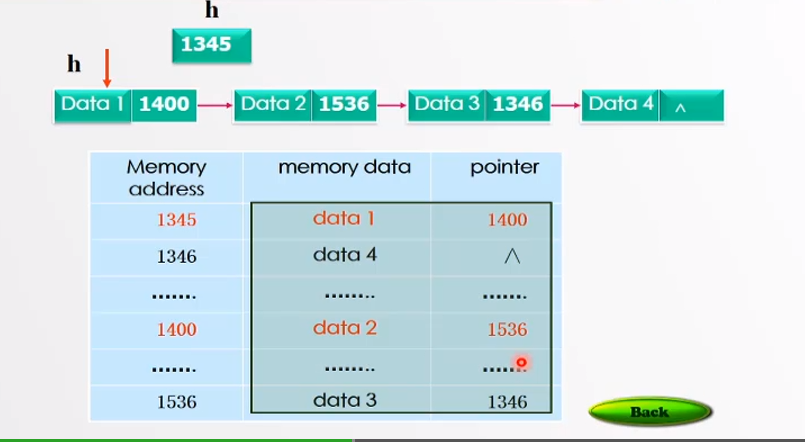 h
1345
h
Data 1 1400 Data 2 1536 Data 3 1346 Data 4 ^
Memory address memory data pointer
1345 data 1 1400
1346 data 4 ^
....... ........ .......
1400 data 2 1536
....... ........ .......
1536 data 3 1346
Back